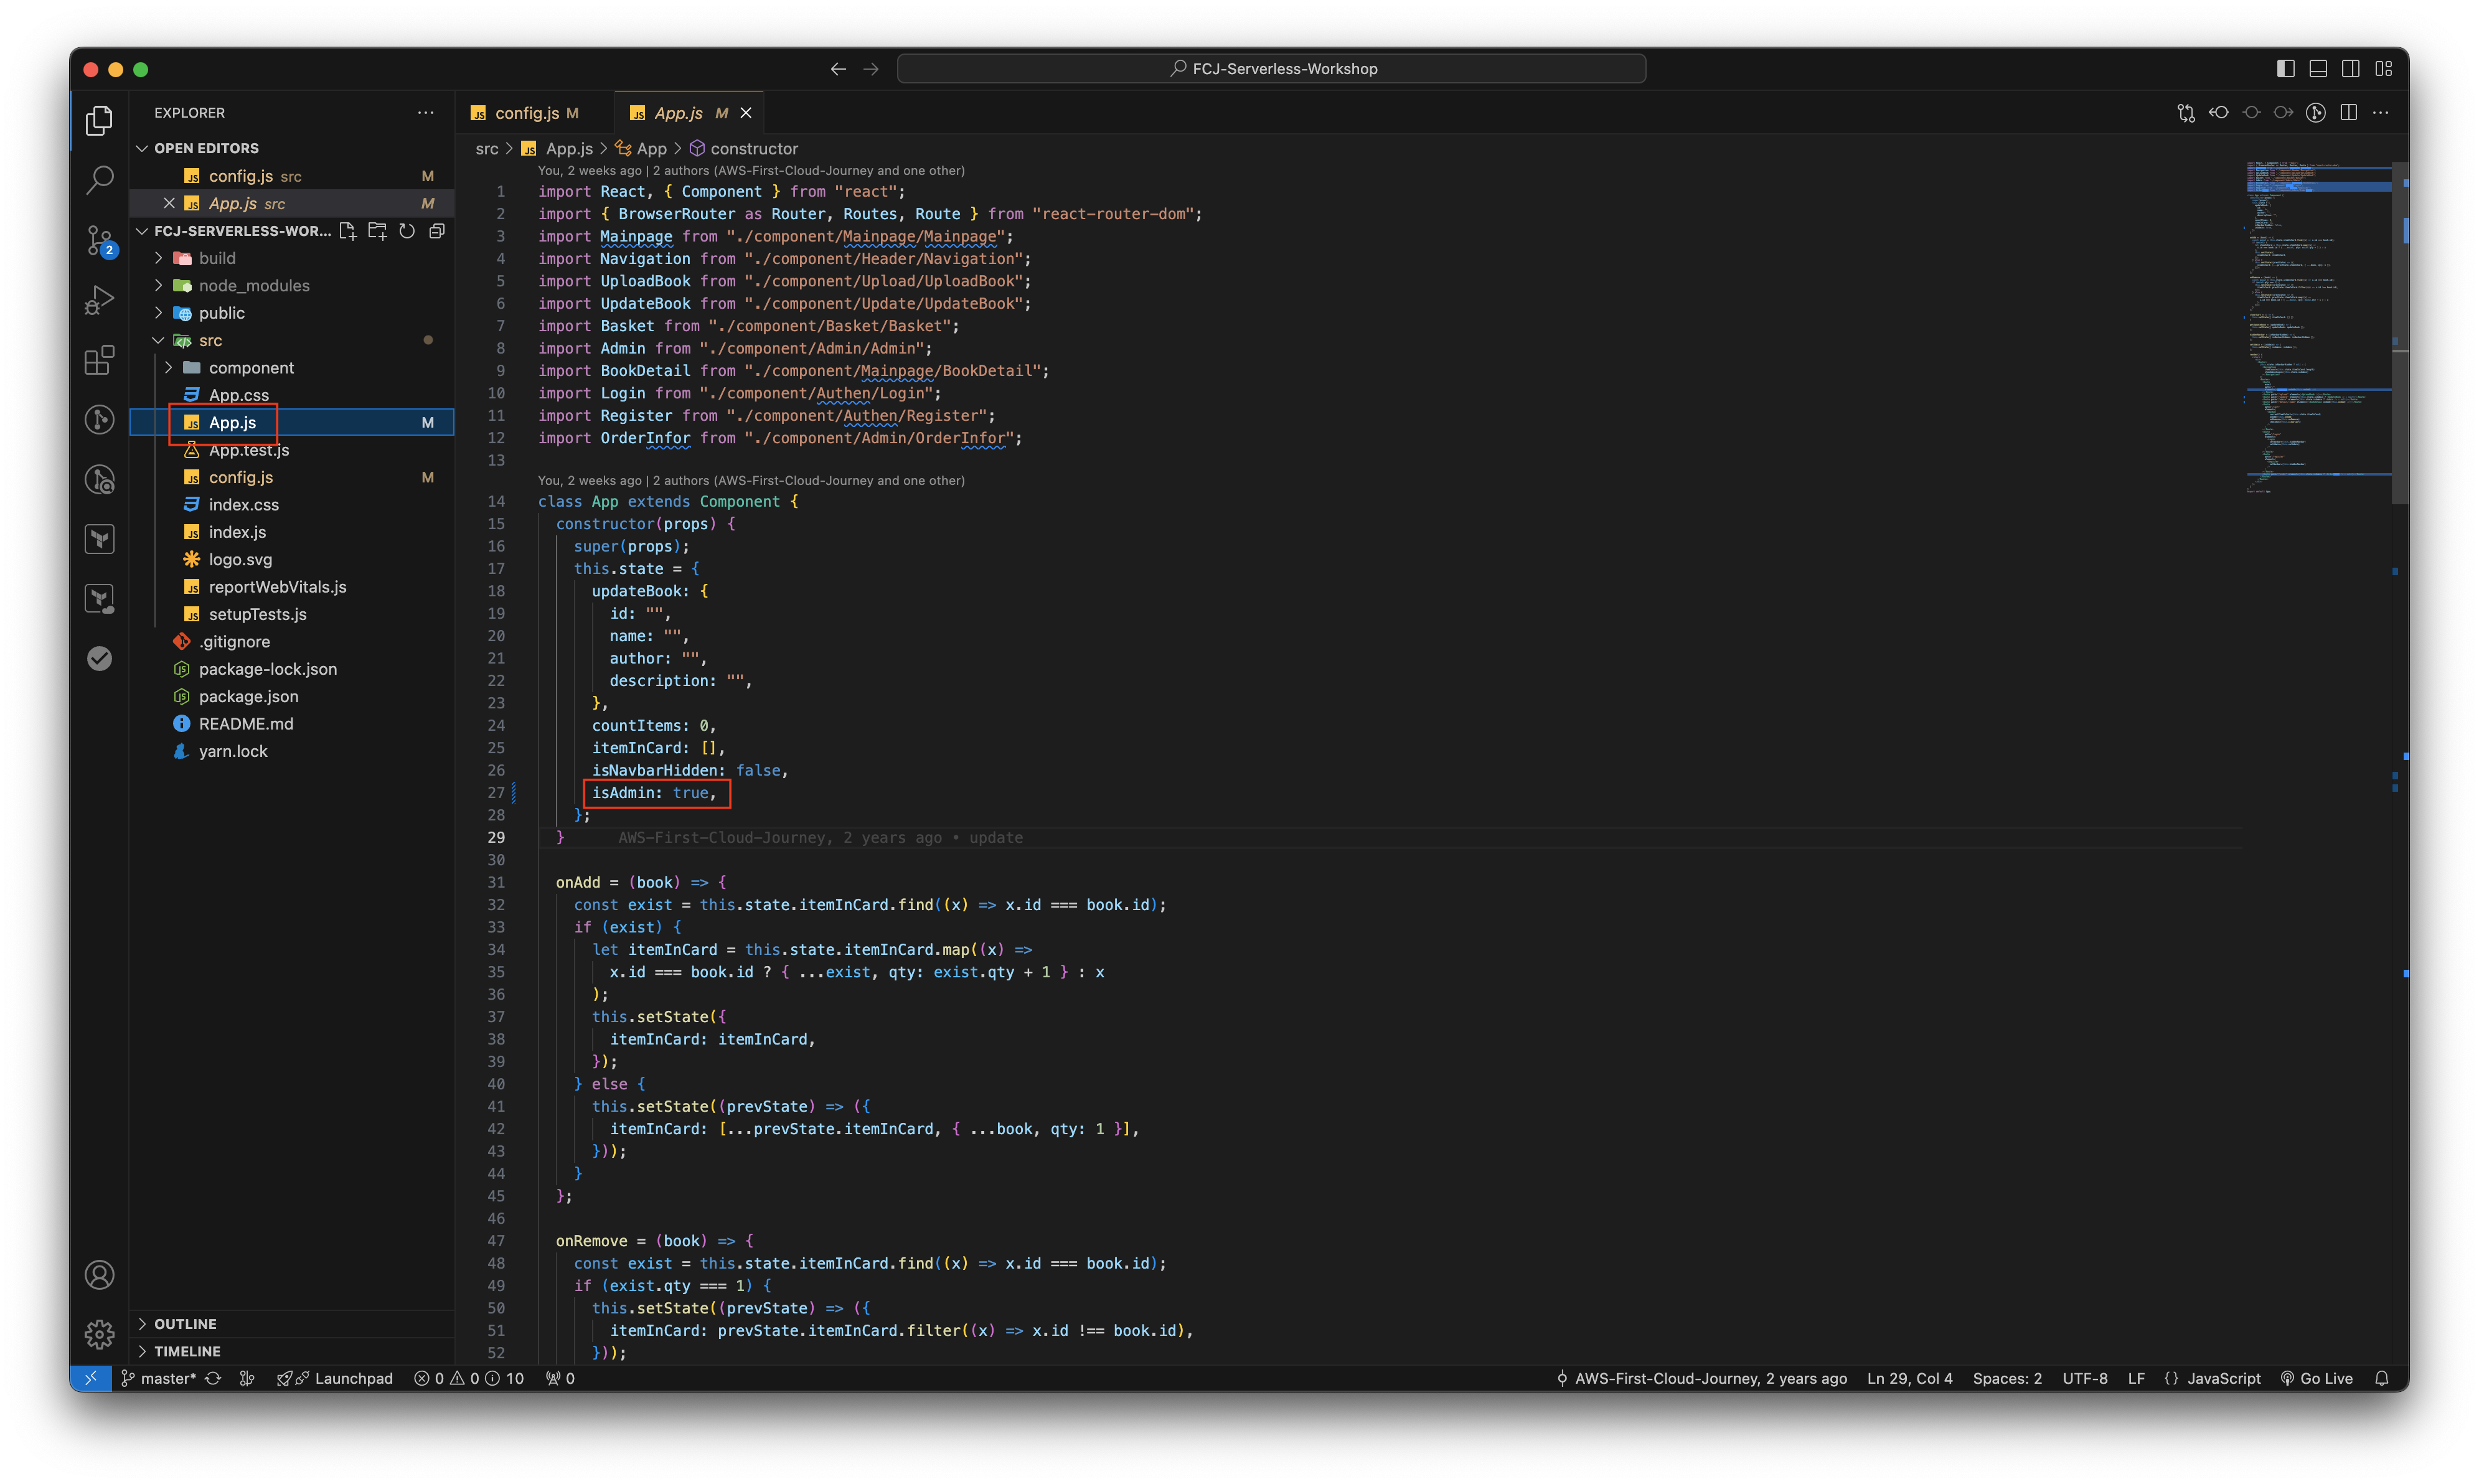 FCJ-Serverless-Workshop
EXPLORER
OPEN EDITORS
config.js src M
App.js src M
FCJ-SERVERLESS-WOR...
build
node_modules
public
src
component
App.css
App.js M
App.test.js
config.js M
index.css
index.js
logo.svg
reportWebVitals.js
setupTests.js
.gitignore
package-lock.json
package.json
README.md
yarn.lock
OUTLINE
TIMELINE
2
config.js M
App.js M
src > App.js > App > constructor
You, 2 weeks ago | 2 authors (AWS-First-Cloud-Journey and one other)
1 import React, { Component } from "react";
2 import { BrowserRouter as Router, Routes, Route } from "react-router-dom";
3 import Mainpage from "./component/Mainpage/Mainpage";
4 import Navigation from "./component/Header/Navigation";
5 import UploadBook from "./component/Upload/UploadBook";
6 import UpdateBook from "./component/Update/UpdateBook";
7 import Basket from "./component/Basket/Basket";
8 import Admin from "./component/Admin/Admin";
9 import BookDetail from "./component/Mainpage/BookDetail";
10 import Login from "./component/Authen/Login";
11 import Register from "./component/Authen/Register";
12 import OrderInfor from "./component/Admin/OrderInfor";
13
You, 2 weeks ago | 2 authors (AWS-First-Cloud-Journey and one other)
14 class App extends Component {
15 constructor(props) {
16 super(props);
17 this.state = {
18 updateBook: {
19 id: "",
20 name: "",
21 author: "",
22 description: "",
23 },
24 countItems: 0,
25 itemInCard: [],
26 isNavbarHidden: false,
27 isAdmin: true,
28 };
29 } AWS-First-Cloud-Journey, 2 years ago • update
30
31 onAdd = (book) => {
32 const exist = this.state.itemInCard.find((x) => x.id === book.id);
33 if (exist) {
34 let itemInCard = this.state.itemInCard.map((x) =>
35 x.id === book.id ? { ...exist, qty: exist.qty + 1 } : x
36 );
37 this.setState({
38 itemInCard: itemInCard,
39 });
40 } else {
41 this.setState((prevState) => ({
42 itemInCard: [...prevState.itemInCard, { ...book, qty: 1 }],
43 }));
44 }
45 };
46
47 onRemove = (book) => {
48 const exist = this.state.itemInCard.find((x) => x.id === book.id);
49 if (exist.qty === 1) {
50 this.setState((prevState) => ({
51 itemInCard: prevState.itemInCard.filter((x) => x.id !== book.id),
52 }));
master* Launchpad 0 0 10 0 AWS-First-Cloud-Journey, 2 years ago Ln 29, Col 4 Spaces: 2 UTF-8 LF {} JavaScript Go Live